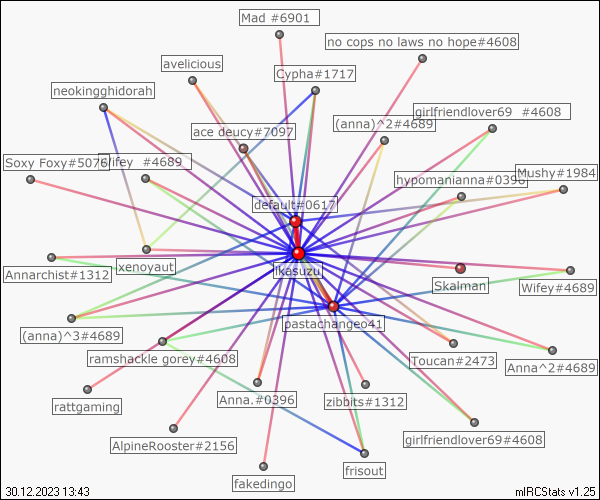 Mad #6901
no cops no laws no hope#4608
avelicious
Cypha#1717
neokingghidorah
girlfriendlover69 #4608
(anna)^2#4689
ace deucy#7097
Soxy Foxy#5076
Wifey #4689
Mushy#1984
hypomanianna#0396
default#0617
xenoyaut
ikasuzu
Annarchist#1312
Skalman
Wifey#4689
pastachangeo41
(anna)^3#4689
ramshackle gorey#4608
Toucan#2473
Anna^2#4689
rattgaming
Anna.#0396
zibbits#1312
AlpineRooster#2156
girlfriendlover69#4608
frisout
fakedingo
30.12.2023 13:43
mIRCStats v1.25